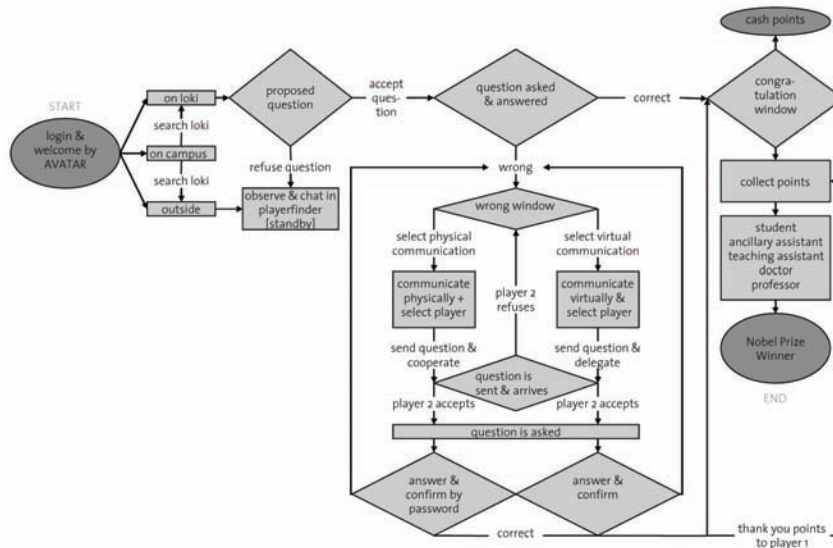 START
login &
welcome by
AVATAR
on loki
search loki
on campus
search loki
outside
proposed
question
accept
ques-
tion
refuse question
observe & chat in
playerfinder
[standby]
question asked
& answered
correct
wrong
wrong window
select physical
communication
select virtual
communication
communicate
physically +
select player
player 2
refuses
communicate
virtually &
select player
send question &
cooperate
send question &
delegate
question is
sent & arrives
player 2 accepts
player 2 accepts
question is asked
answer &
confirm by
password
answer &
confirm
correct
cash points
congra-
tulation
window
collect points
student
ancillary assistant
teaching assistant
doctor
professor
Nobel Prize
Winner
END
thank you points
to player 1